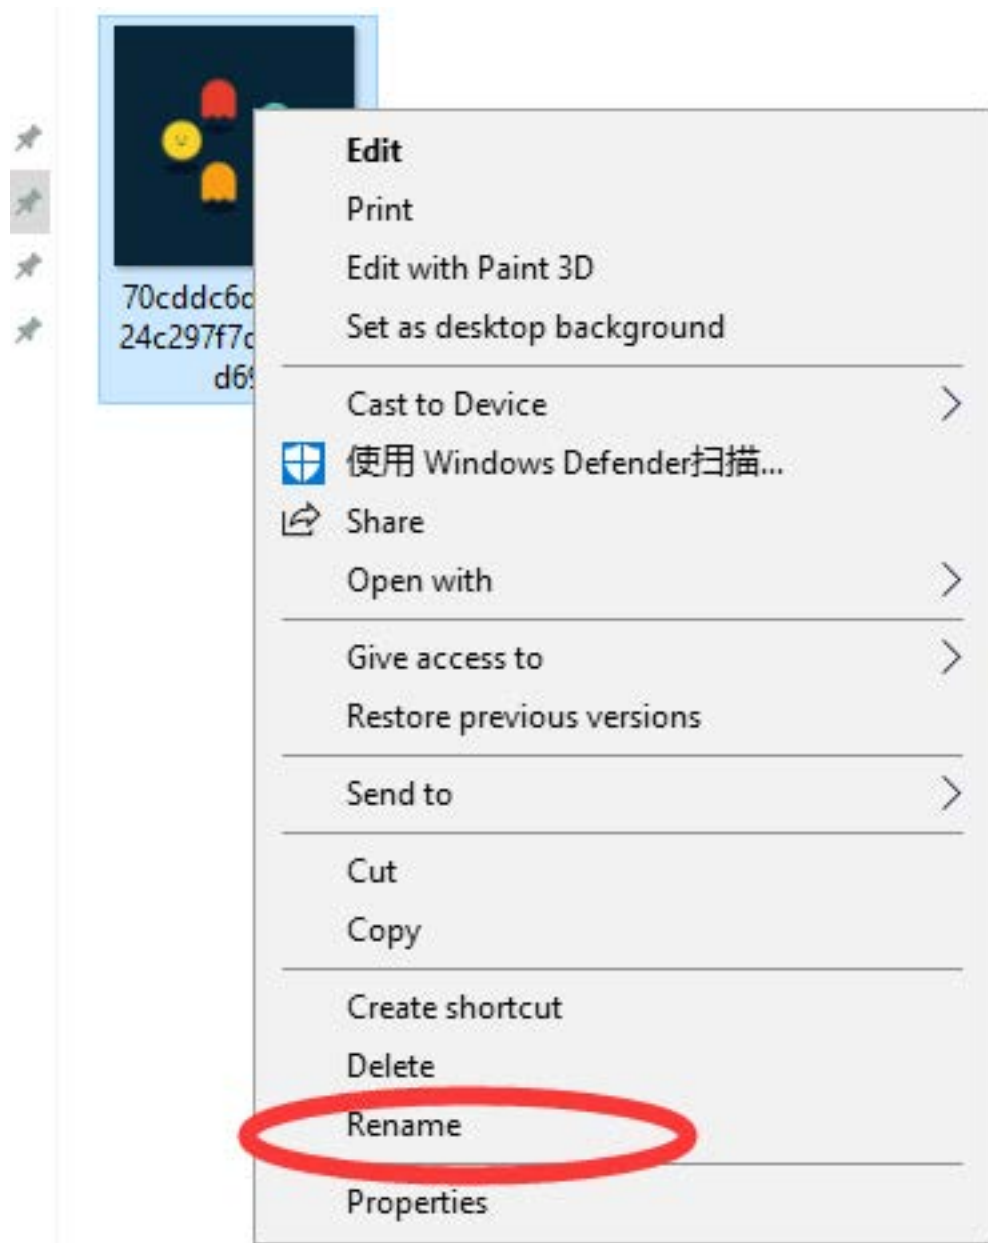 70cddc6c
24c297f7c
Edit
Print
Edit with Paint 3D
Set as desktop background
Cast to Device
使用 Windows Defender扫描...
Share
Open with
Give access to
Restore previous versions
Send to
Cut
Copy
Create shortcut
Delete
Rename
Properties